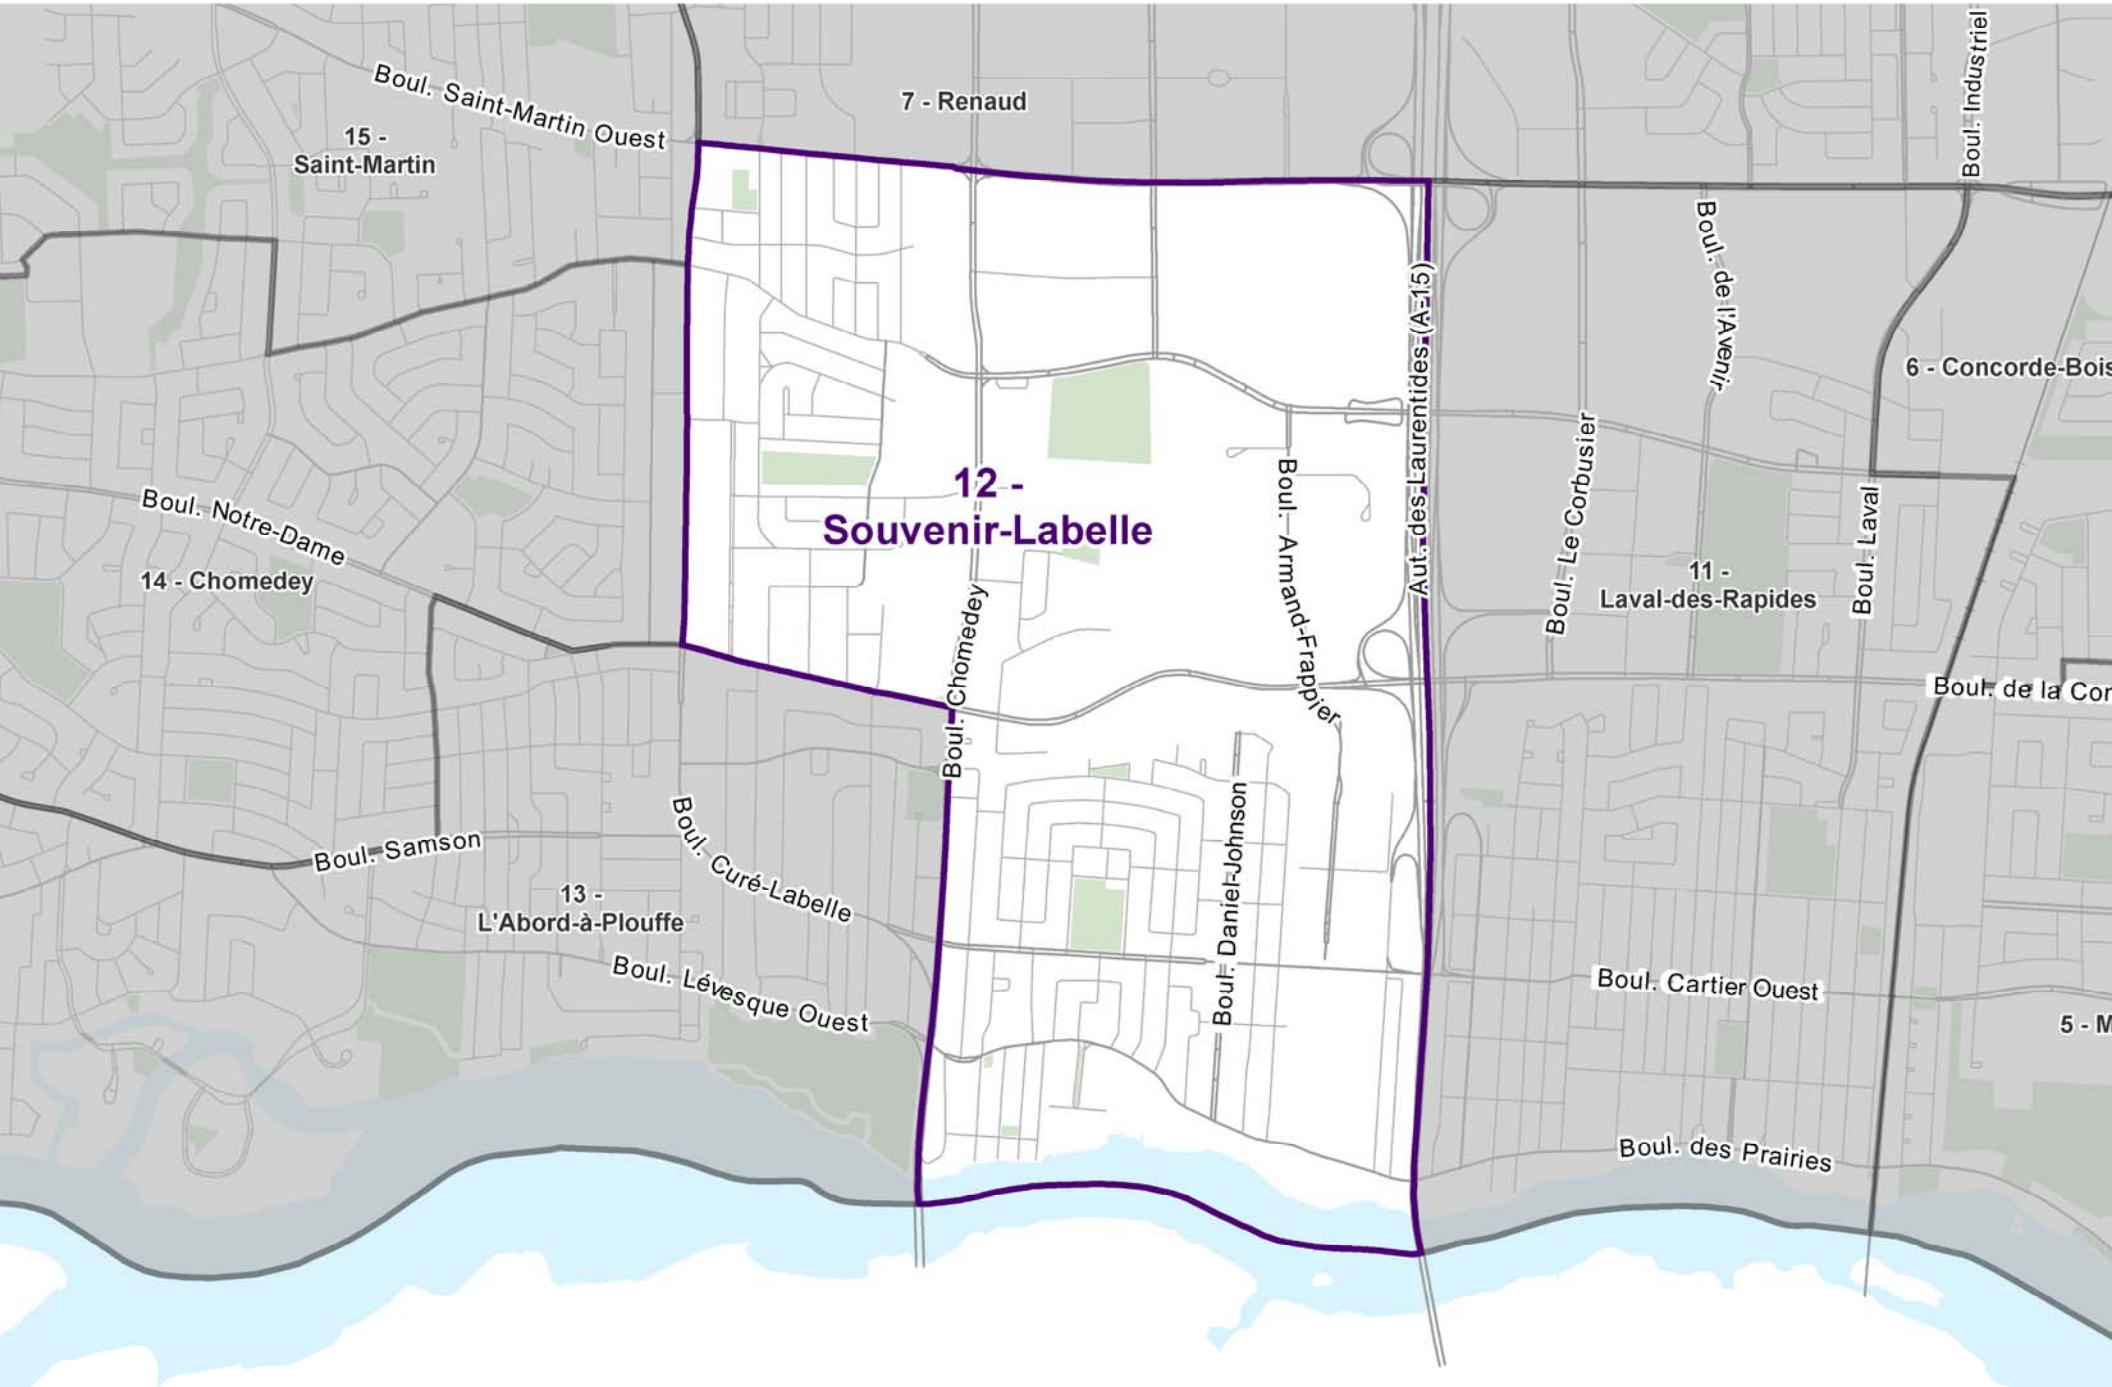 Boul. Industriel
Boul. Saint-Martin Ouest
7 - Renaud
15 -
Saint-Martin
Boul. de l'Avenir
Aut. des Laurentides (A-15)
6 - Concorde-Bois
Boul. Le Corbusier
12 -
Souvenir-Labelle
Boul. Armand-Frappier
Boul. Laval
Boul. Notre-Dame
14 - Chomedey
11 -
Laval-des-Rapides
Boul. Chomedey
Boul. de la Cor
Boul. Daniel-Johnson
Boul. Curé-Labelle
Boul. Samson
13 -
L'Abord-à-Plouffe
Boul. Lévesque Ouest
Boul. Cartier Ouest
5 - M
Boul. des Prairies